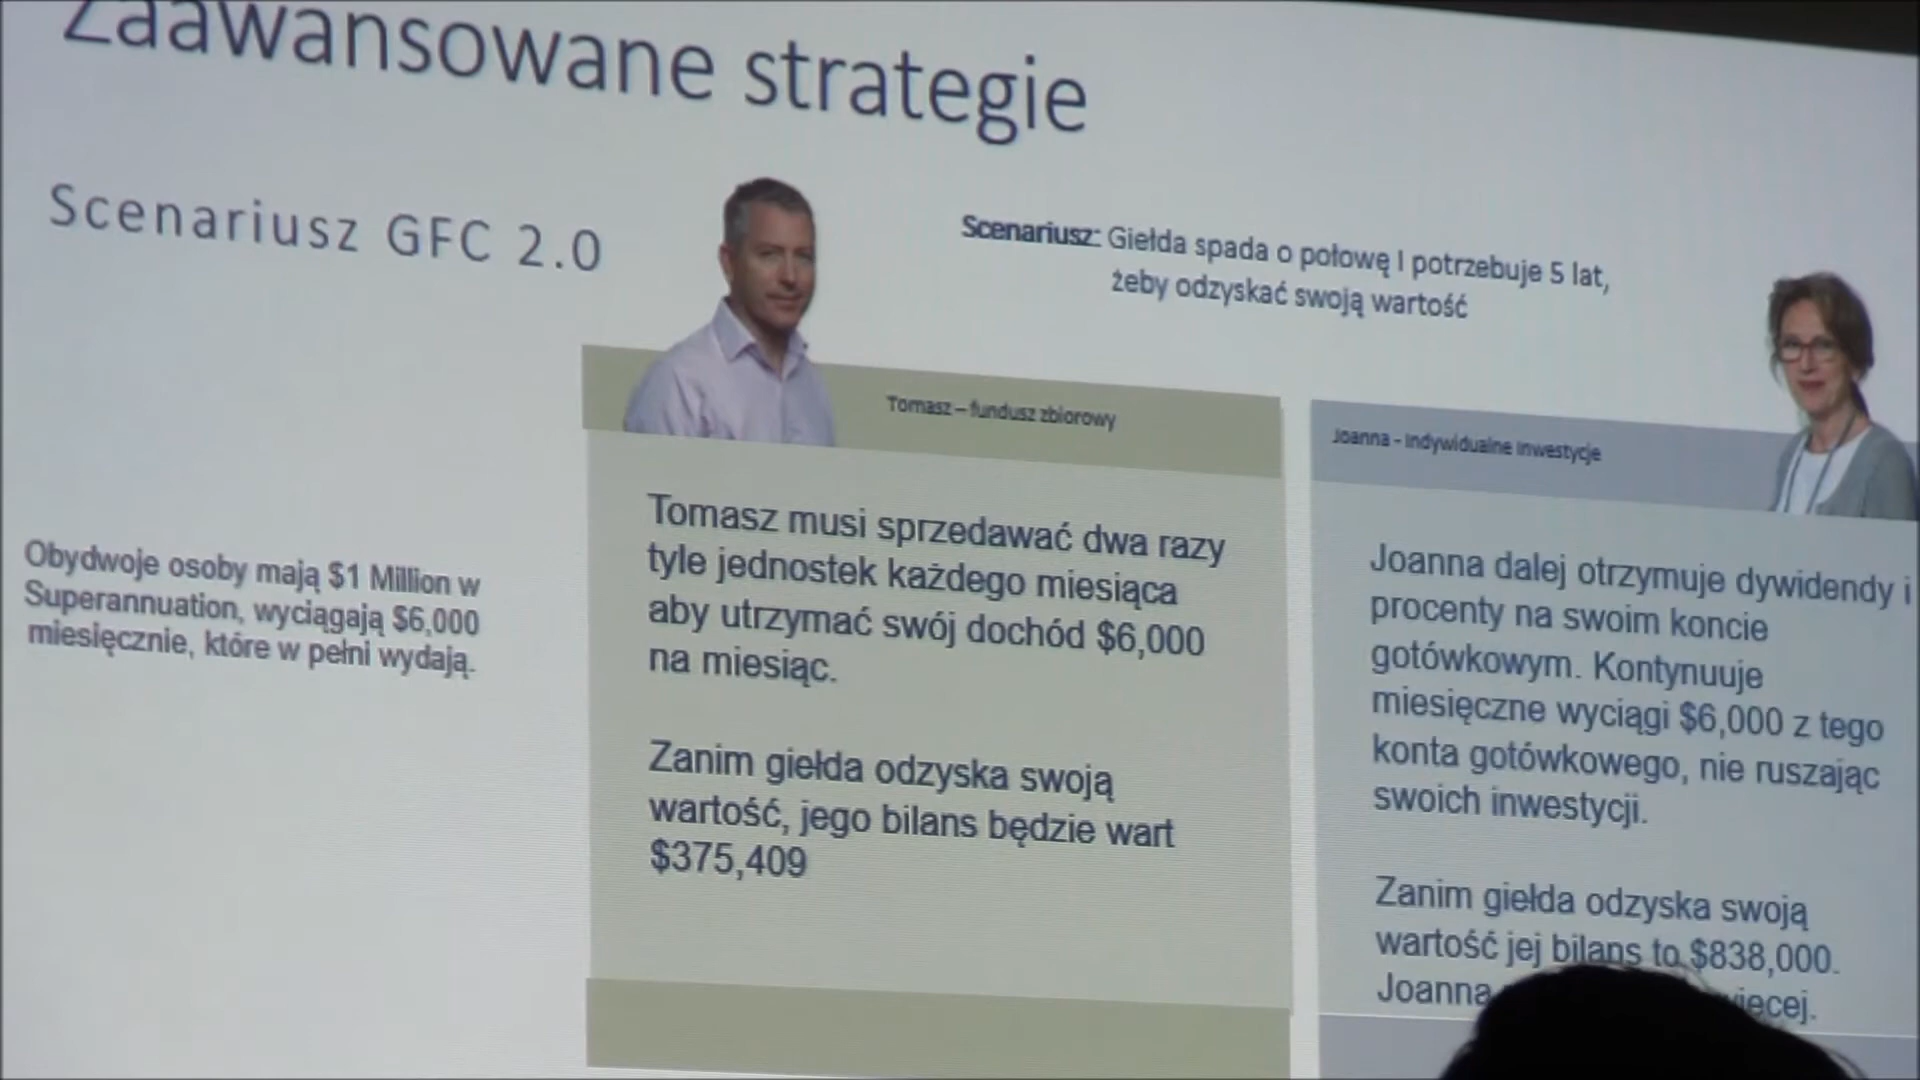 Zaawansowane strategie
Scenariusz GFC 2.0
Scenariusz: Giełda spada o połowę I potrzebuje 5 lat,
żeby odzyskać swoją wartość
Obydwoje osoby mają $1 Million w
Superannuation, wyciągają $6,000
miesięcznie, które w pełni wydają.
Tomasz – fundusz zbiorowy
Tomasz musi sprzedawać dwa razy
tyle jednostek każdego miesiąca
aby utrzymać swój dochód $6,000
na miesiąc.
Zanim giełda odzyska swoją
wartość, jego bilans będzie wart
$375,409
Joanna - Indywidualne Inwestycje
Joanna dalej otrzymuje dywidendy i
procenty na swoim koncie
gotówkowym. Kontynuuje
miesięczne wyciągi $6,000 z tego
konta gotówkowego, nie ruszając
swoich inwestycji.
Zanim giełda odzyska swoją
wartość jej bilans to $838,000.
Joanna więcej.